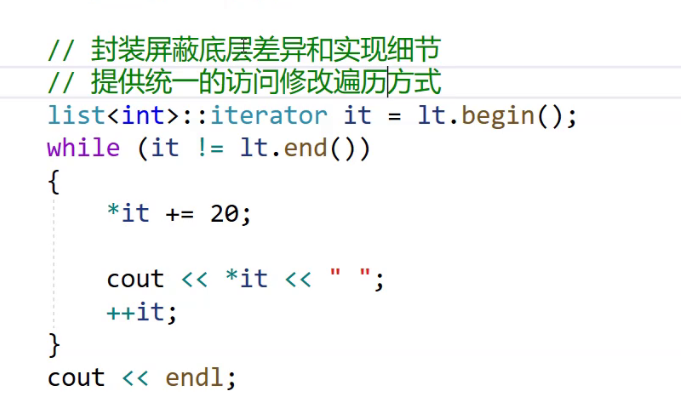 // 封装屏蔽底层差异和实现细节
// 提供统一的访问修改遍历方式
list<int>::iterator it = lt.begin();
while (it != lt.end())
{
    *it += 20;
    cout << *it << " ";
    ++it;
}
cout << endl;